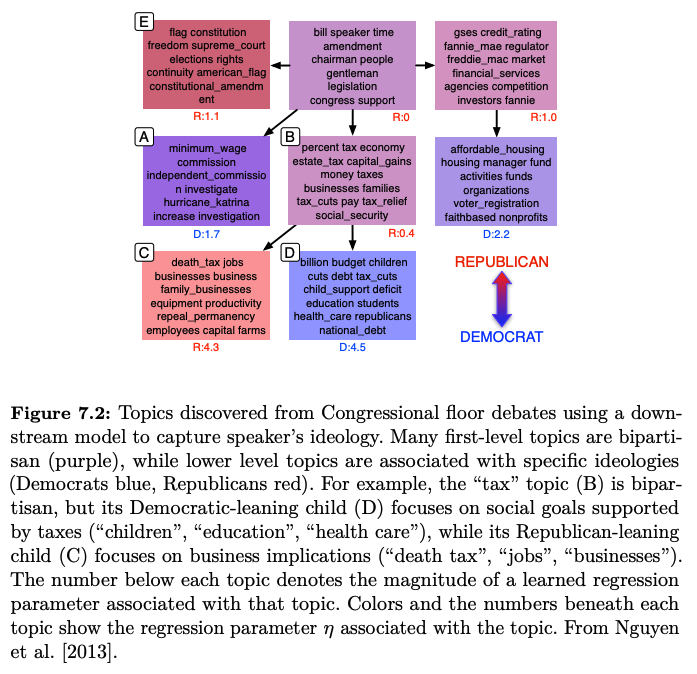 E
flag constitution
freedom supreme_court
elections rights
continuity american_flag
constitutional_amendm
ent
R:1.1
bill speaker time
amendment
chairman people
gentleman
legislation
congress support
R:0
gses credit_rating
fannie_mae regulator
freddie_mac market
financial_services
agencies competition
investors fannie
R:1.0
A
minimum_wage
commission
independent_commissio
n investigate
hurricane_katrina
increase investigation
D:1.7
B
percent tax economy
estate_tax capital_gains
money taxes
businesses families
tax_cuts pay tax_relief
social_security
R:0.4
affordable_housing
housing manager fund
activities funds
organizations
voter_registration
faithbased nonprofits
D:2.2
C
death_tax jobs
businesses business
family_businesses
equipment productivity
repeal_permanency
employees capital farms
R:4.3
D
billion budget children
cuts debt tax_cuts
child_support deficit
education students
health_care republicans
national_debt
D:4.5
REPUBLICAN
DEMOCRAT
Figure 7.2: Topics discovered from Congressional floor debates using a down-
stream model to capture speaker's ideology. Many first-level topics are biparti-
san (purple), while lower level topics are associated with specific ideologies
(Democrats blue, Republicans red). For example, the “tax” topic (B) is bipar-
tisan, but its Democratic-leaning child (D) focuses on social goals supported
by taxes (“children”, “education”, “health care”), while its Republican-leaning
child (C) focuses on business implications (“death tax”, “jobs”, “businesses”).
The number below each topic denotes the magnitude of a learned regression
parameter associated with that topic. Colors and the numbers beneath each
topic show the regression parameter η associated with the topic. From Nguyen
et al. [2013].